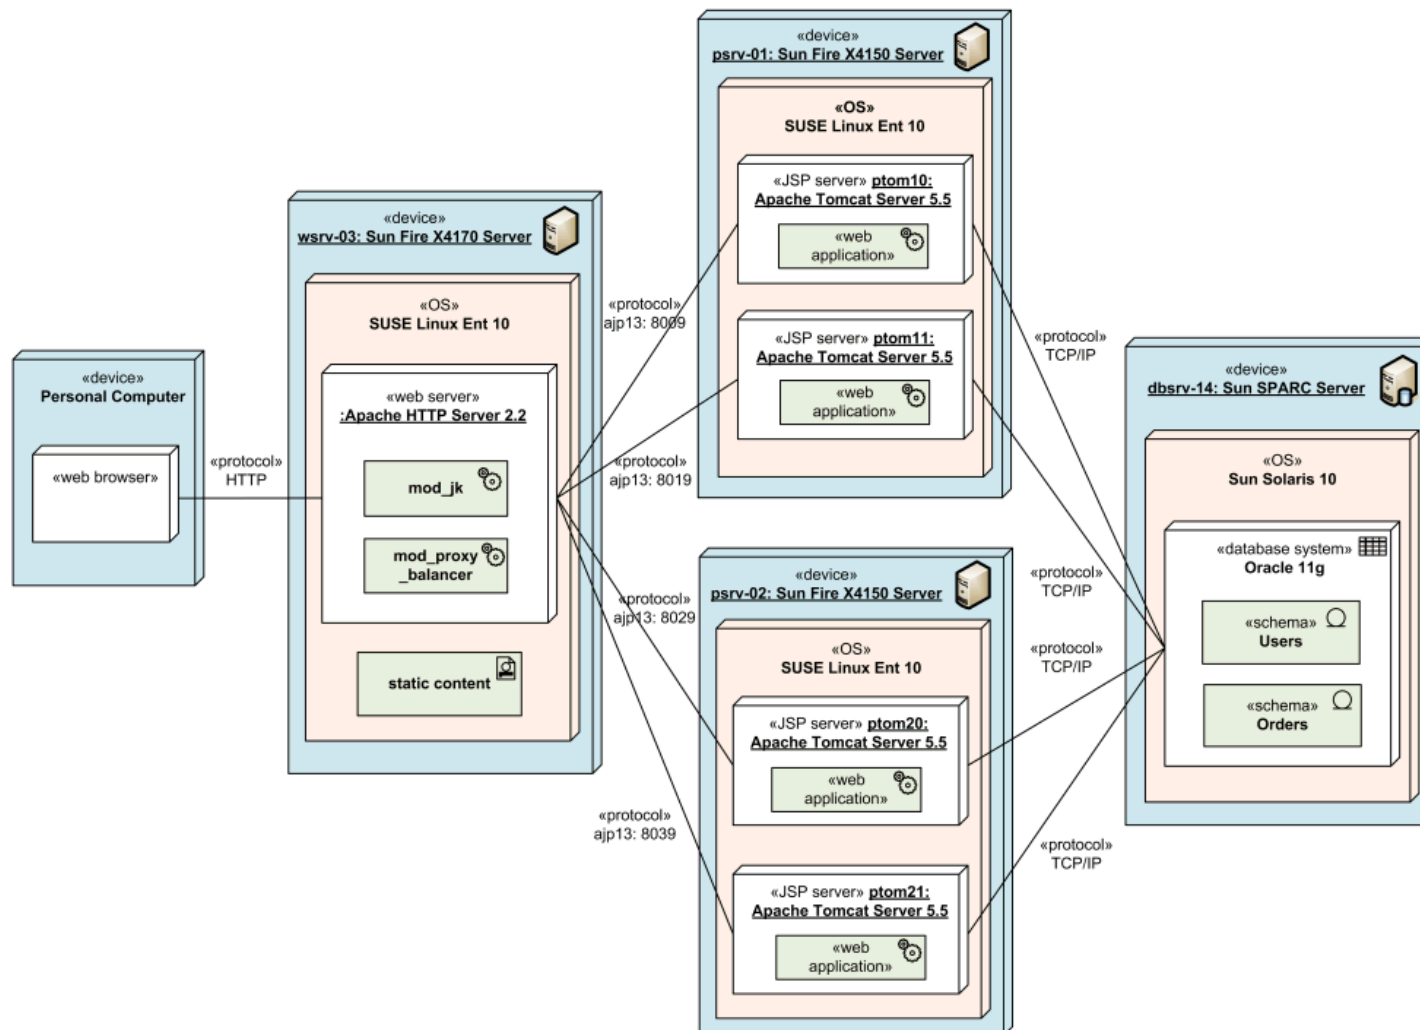 «device»
Personal Computer
«web browser»
«protocol»
HTTP
«device»
wsrv-03: Sun Fire X4170 Server
«OS»
SUSE Linux Ent 10
«web server»
:Apache HTTP Server 2.2
mod_jk
mod_proxy
_balancer
static content
«protocol»
ajp13: 8009
«protocol»
ajp13: 8019
«protocol»
ajp13: 8029
«protocol»
ajp13: 8039
«device»
psrv-01: Sun Fire X4150 Server
«OS»
SUSE Linux Ent 10
«JSP server» ptom10:
Apache Tomcat Server 5.5
«web
application»
«JSP server» ptom11:
Apache Tomcat Server 5.5
«web
application»
«device»
psrv-02: Sun Fire X4150 Server
«OS»
SUSE Linux Ent 10
«JSP server» ptom20:
Apache Tomcat Server 5.5
«web
application»
«JSP server» ptom21:
Apache Tomcat Server 5.5
«web
application»
«protocol»
TCP/IP
«protocol»
TCP/IP
«protocol»
TCP/IP
«protocol»
TCP/IP
«device»
dbsrv-14: Sun SPARC Server
«OS»
Sun Solaris 10
«database system»
Oracle 11g
«schema»
Users
«schema»
Orders